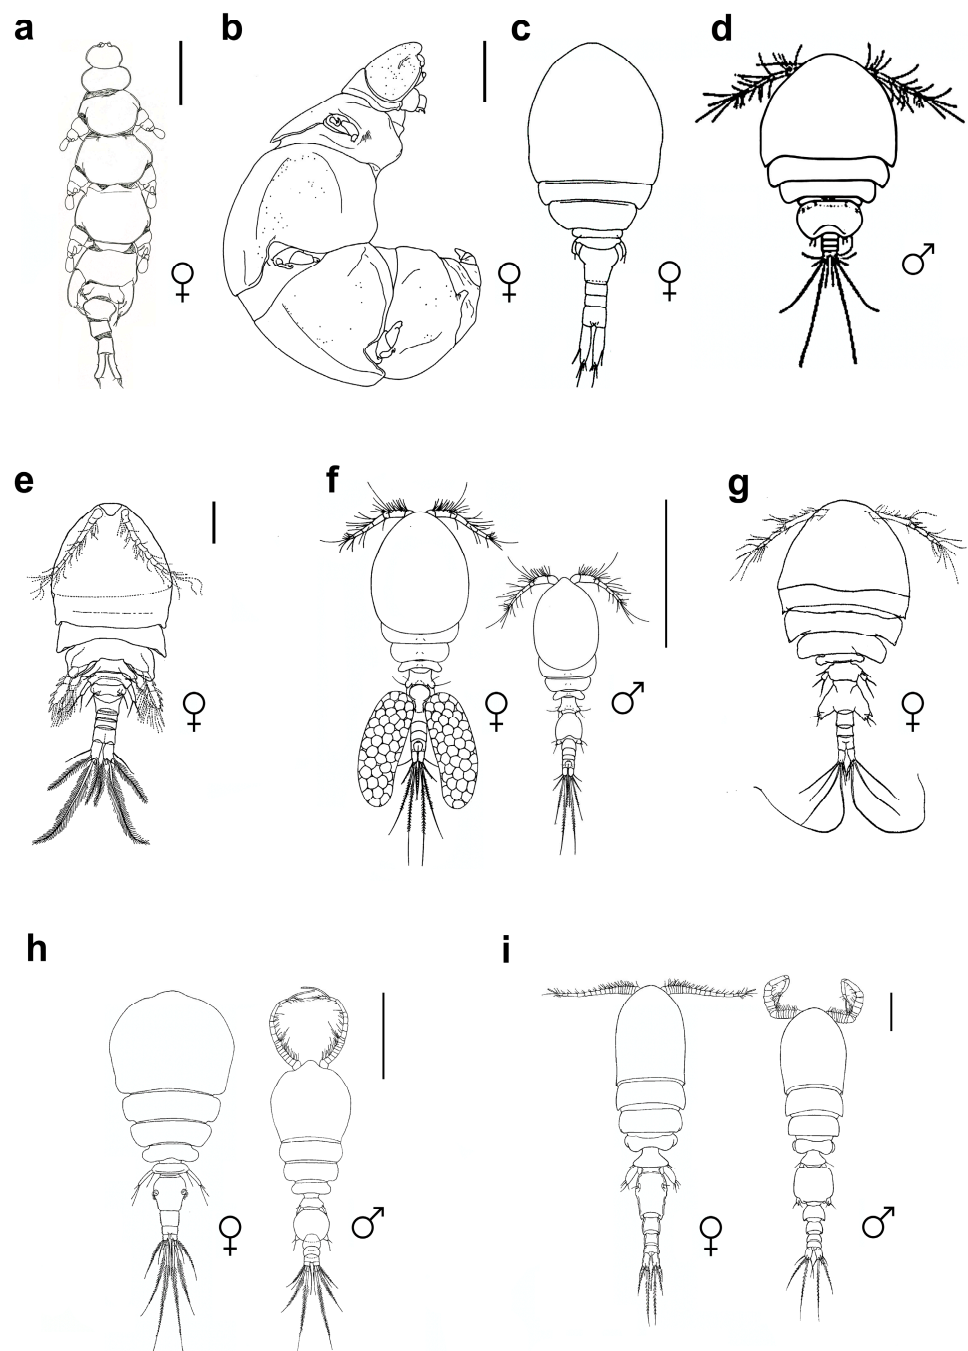 a b c d
♀ ♀ ♀ ♂
e f g
♀ ♀ ♂ ♀
h i
♀ ♂ ♀ ♂